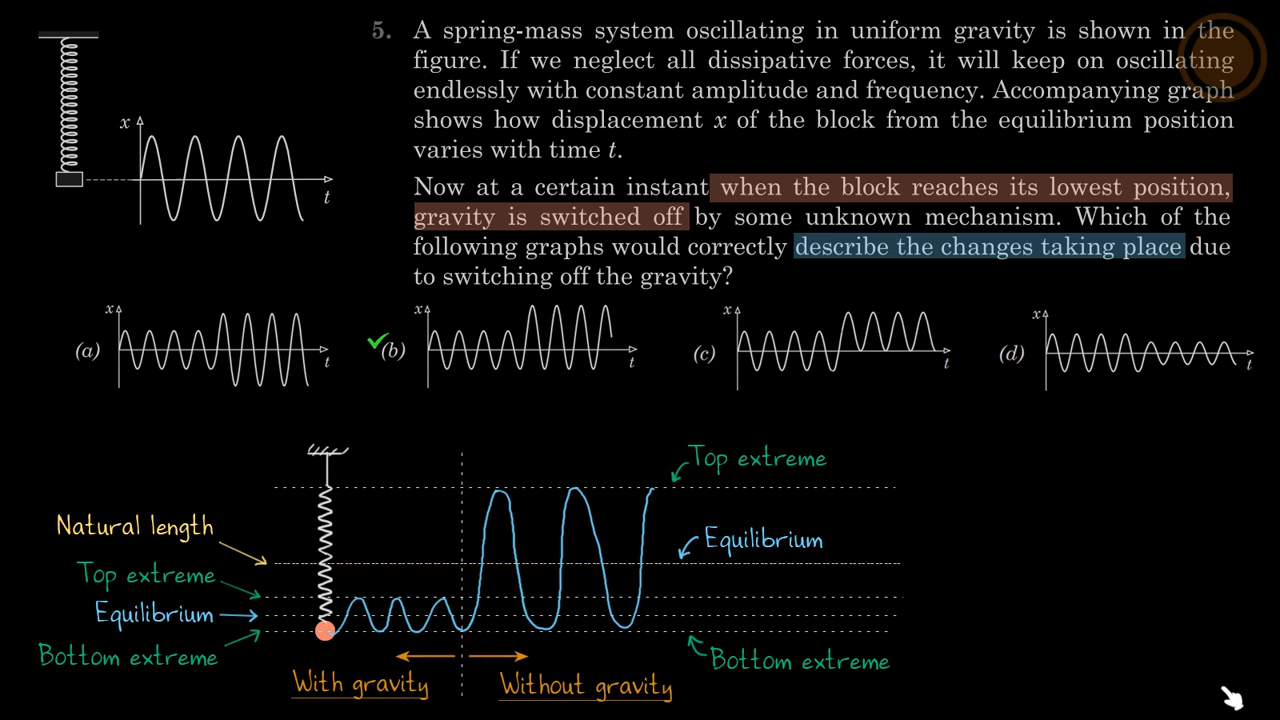 5. A spring-mass system oscillating in uniform gravity is shown in the
figure. If we neglect all dissipative forces, it will keep on oscillating
endlessly with constant amplitude and frequency. Accompanying graph
shows how displacement x of the block from the equilibrium position
varies with time t.
Now at a certain instant when the block reaches its lowest position,
gravity is switched off by some unknown mechanism. Which of the
following graphs would correctly describe the changes taking place due
to switching off the gravity?
x
t
(a)
x
t
(b)
x
t
(c)
x
t
(d)
x
t
Top extreme
Natural length
Equilibrium
Top extreme
Equilibrium
Bottom extreme
Bottom extreme
With gravity
Without gravity